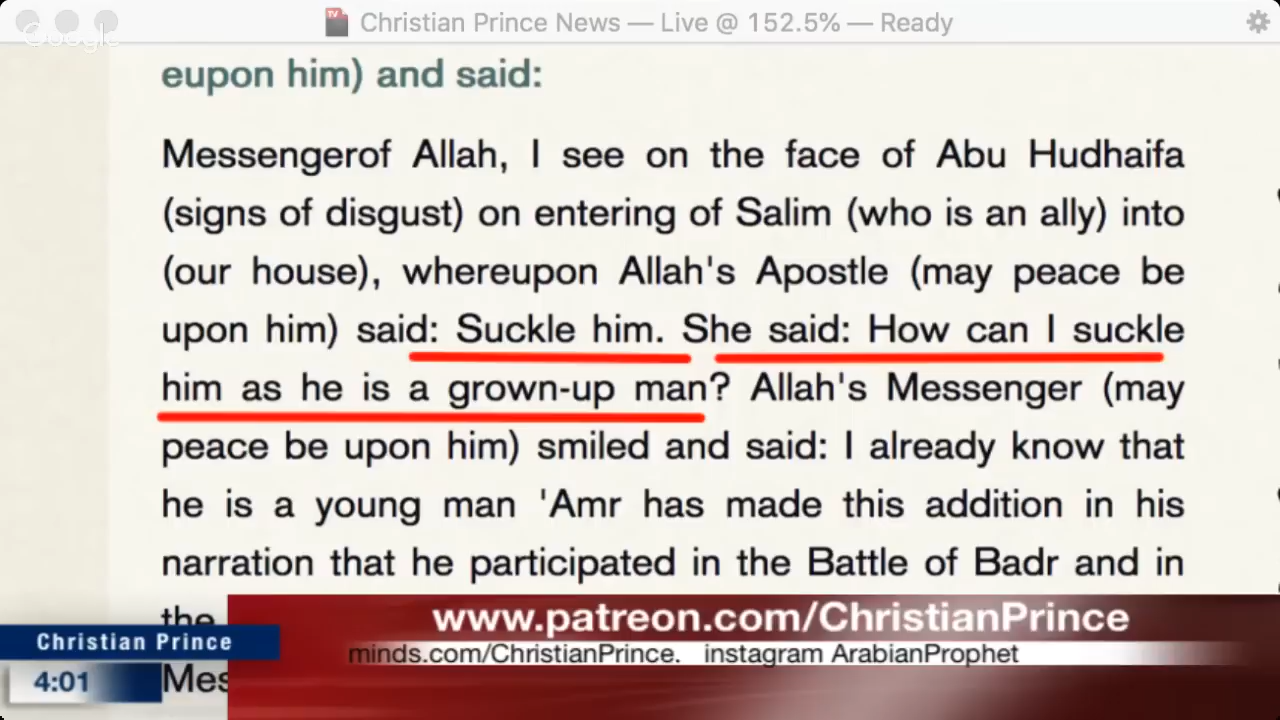 Christian Prince News — Live @ 152.5% — Ready
Google
eupon him) and said:
Messengerof Allah, I see on the face of Abu Hudhaifa
(signs of disgust) on entering of Salim (who is an ally) into
(our house), whereupon Allah's Apostle (may peace be
upon him) said: Suckle him. She said: How can I suckle
him as he is a grown-up man? Allah's Messenger (may
peace be upon him) smiled and said: I already know that
he is a young man 'Amr has made this addition in his
narration that he participated in the Battle of Badr and in
the
www.patreon.com/ChristianPrince
Christian Prince
minds.com/ChristianPrince. instagram ArabianProphet
4:01